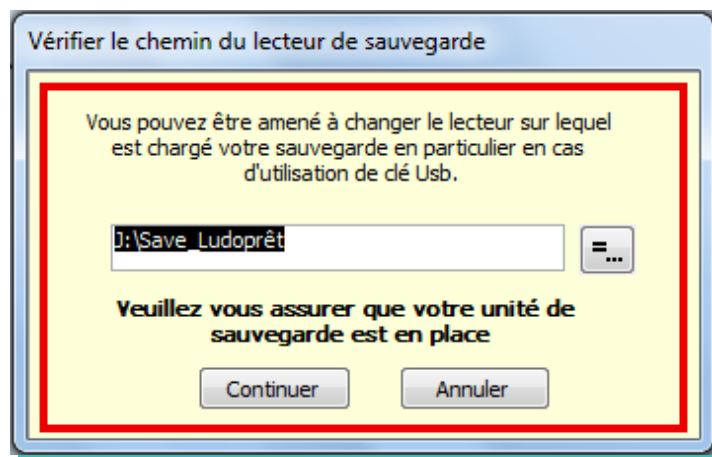 Vérifier le chemin du lecteur de sauvegarde
Vous pouvez être amené à changer le lecteur sur lequel
est chargé votre sauvegarde en particulier en cas
d'utilisation de clé Usb.
J:\Save_Ludoprêt
=...
Veuillez vous assurer que votre unité de
sauvegarde est en place
Continuer
Annuler